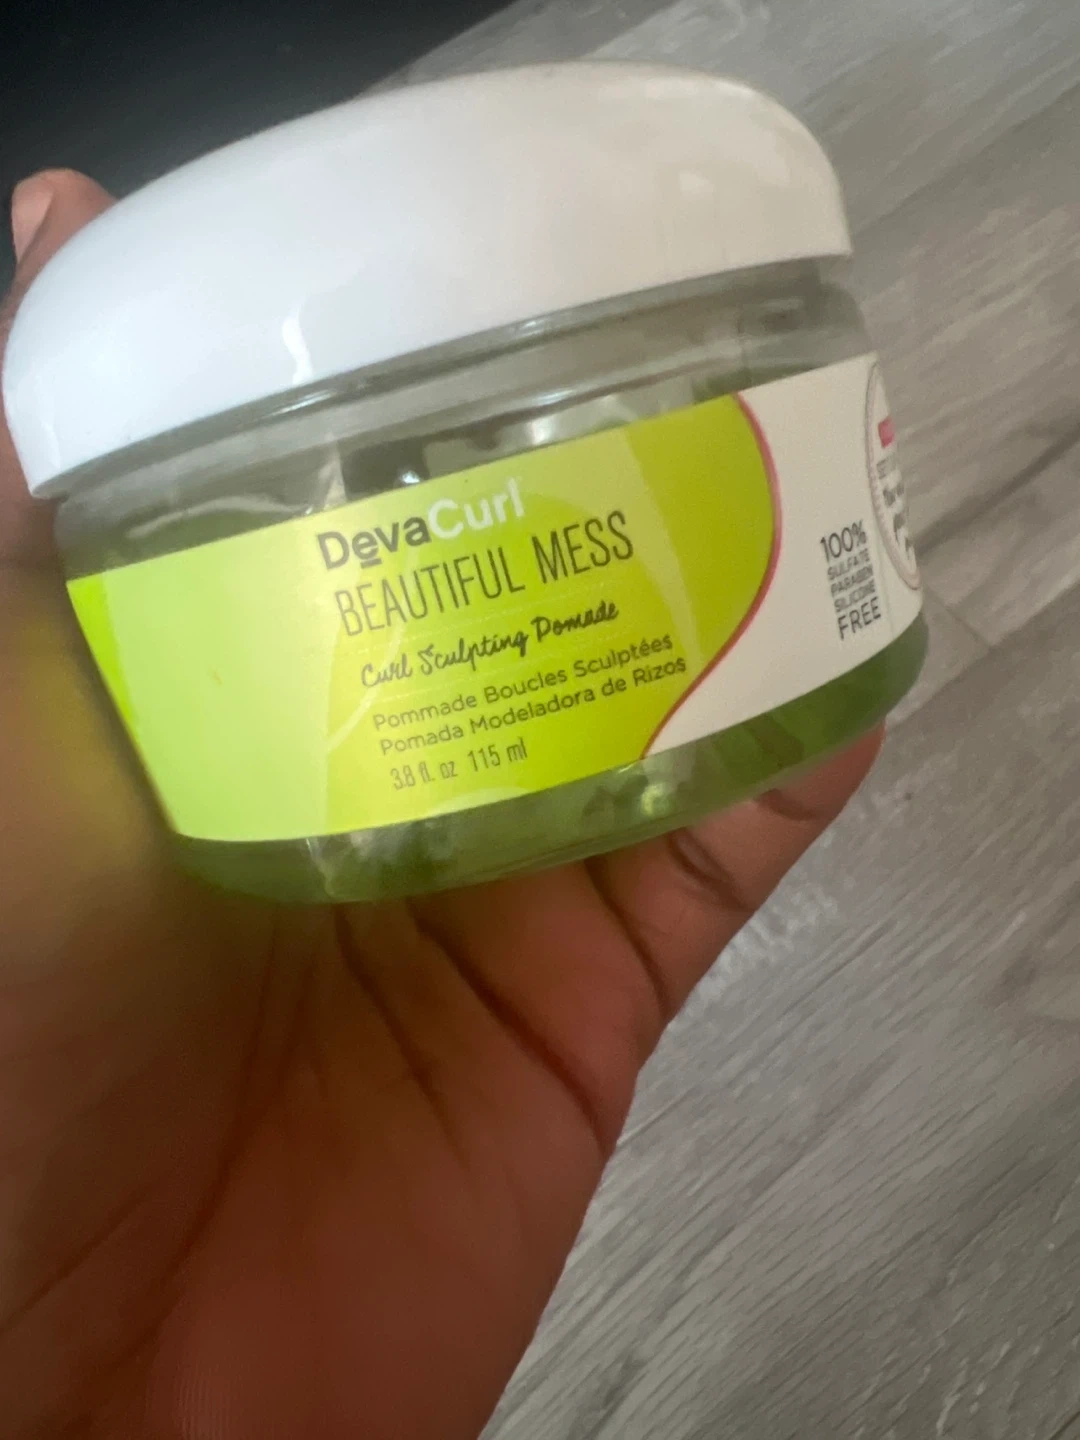 DevaCurl
BEAUTIFUL MESS
Curl Sculpting Pomade
Pommade Boucles Sculptées
Pomada Modeladora de Rizos
3.8 fl. oz 115 ml
100%
SULFATE
PARABEN
SILICONE
FREE